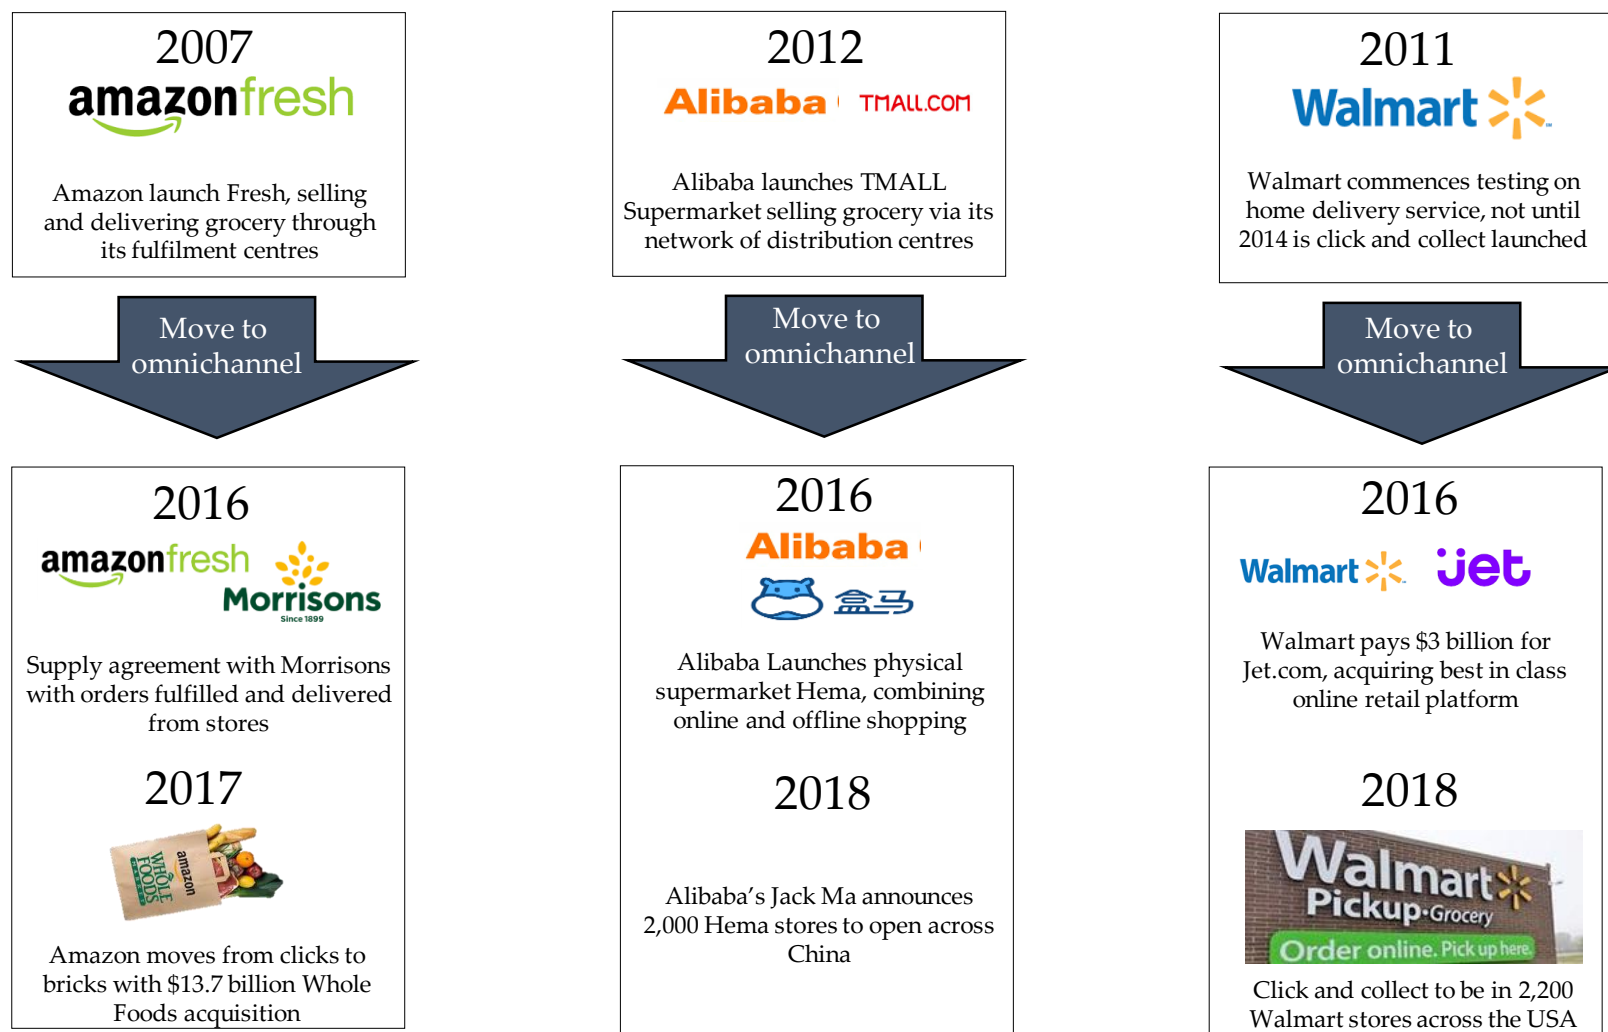 2007
amazonfresh
Amazon launch Fresh, selling
and delivering grocery through
its fulfilment centres
Move to
omnichannel
2016
amazonfresh
Morrisons
Since 1899
Supply agreement with Morrisons
with orders fulfilled and delivered
from stores
2017
WHOLE
FOODS
MARKET
amazon
Amazon moves from clicks to
bricks with $13.7 billion Whole
Foods acquisition
2012
Alibaba TMALL.COM
Alibaba launches TMALL
Supermarket selling grocery via its
network of distribution centres
Move to
omnichannel
2016
Alibaba
盒马
Alibaba Launches physical
supermarket Hema, combining
online and offline shopping
2018
Alibaba’s Jack Ma announces
2,000 Hema stores to open across
China
2011
Walmart
Walmart commences testing on
home delivery service, not until
2014 is click and collect launched
Move to
omnichannel
2016
Walmart jet
Walmart pays $3 billion for
Jet.com, acquiring best in class
online retail platform
2018
Walmart
Pickup·Grocery
Order online. Pick up here.
Click and collect to be in 2,200
Walmart stores across the USA